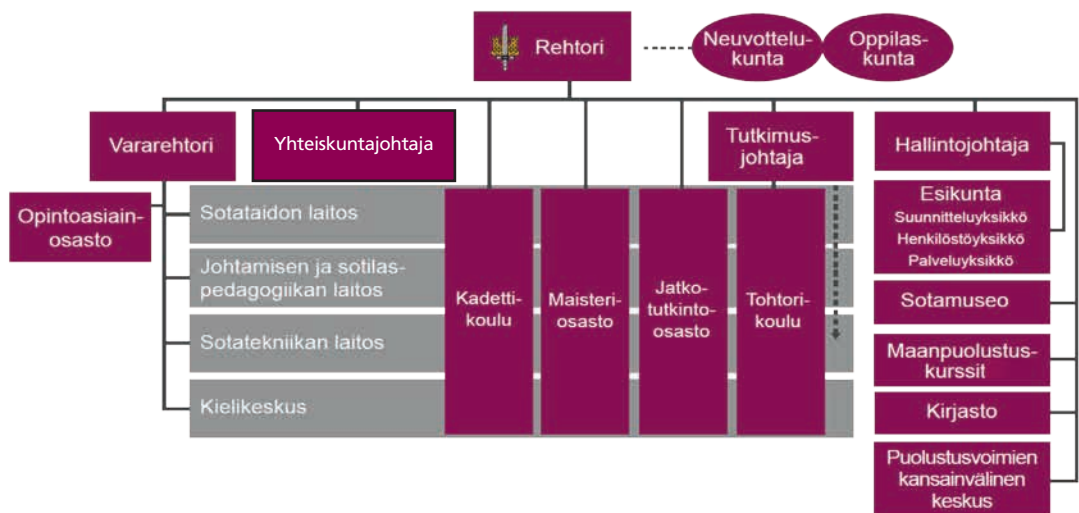 Rehtori
Neuvottelu-
kunta
Oppilas-
kunta
Vararehtori
Yhteiskuntajohtaja
Tutkimus-
johtaja
Hallintojohtaja
Opintoasiain-
osasto
Sotataidon laitos
Johtamisen ja sotilas-
pedagogiikan laitos
Sotatekniikan laitos
Kielikeskus
Kadetti-
koulu
Maisteri-
osasto
Jatko-
tutkinto-
osasto
Tohtori-
koulu
Esikunta
Suunnitteluyksikkö
Henkilöstöyksikkö
Palveluyksikkö
Sotamuseo
Maanpuolustus-
kurssit
Kirjasto
Puolustusvoimien
kansainvälinen
keskus